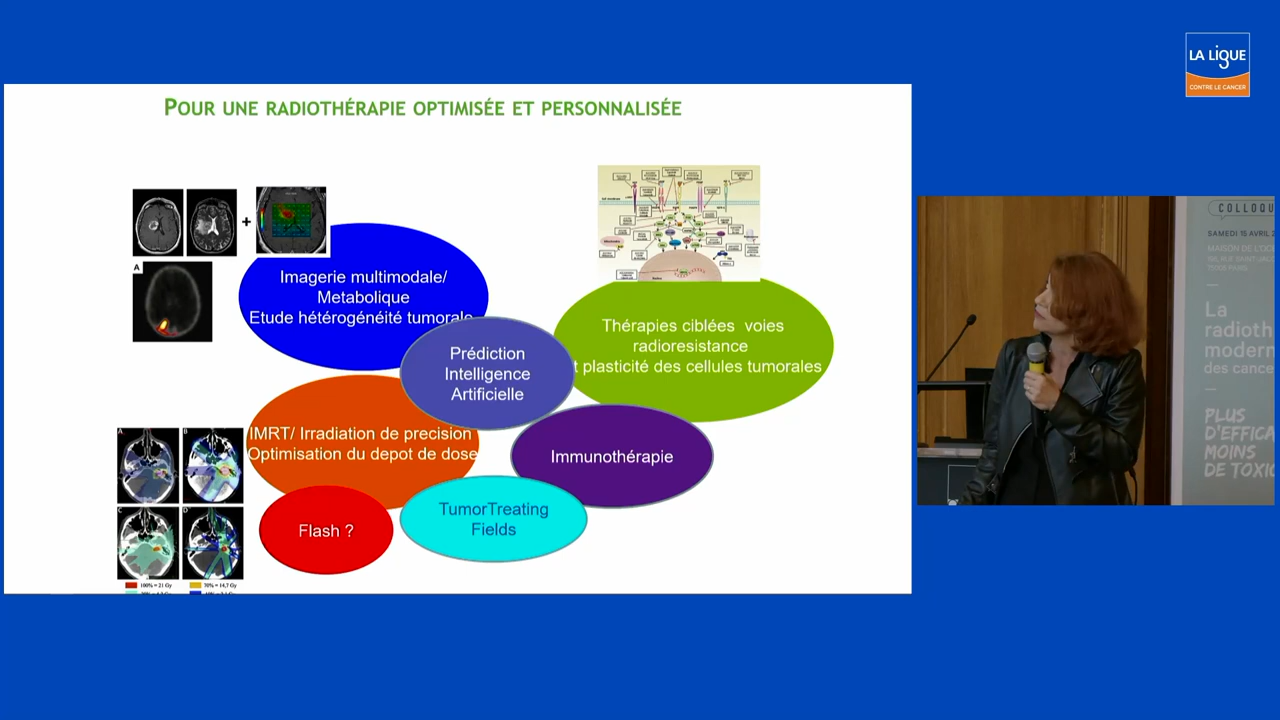 LA LIGUE
CONTRE LE CANCER
POUR UNE RADIOTHÉRAPIE OPTIMISÉE ET PERSONNALISÉE
+
A
Imagerie multimodale/
Metabolique
Etude hétérogénéité tumorale
Prédiction
Intelligence
Artificielle
Thérapies ciblées voies
radioresistance
t plasticité des cellules tumorales
IMRT/ Irradiation de precision
Optimisation du depot de dose
Immunothérapie
TumorTreating
Fields
Flash ?
A
B
C
D
100% = 21 Gy
70% = 14,7 Gy
COLLOQU
SAMEDI 15 AVRIL 2
La
radioth
modern
des cance
PLUS
D'EFFICA
MOINS
DE TOXIC